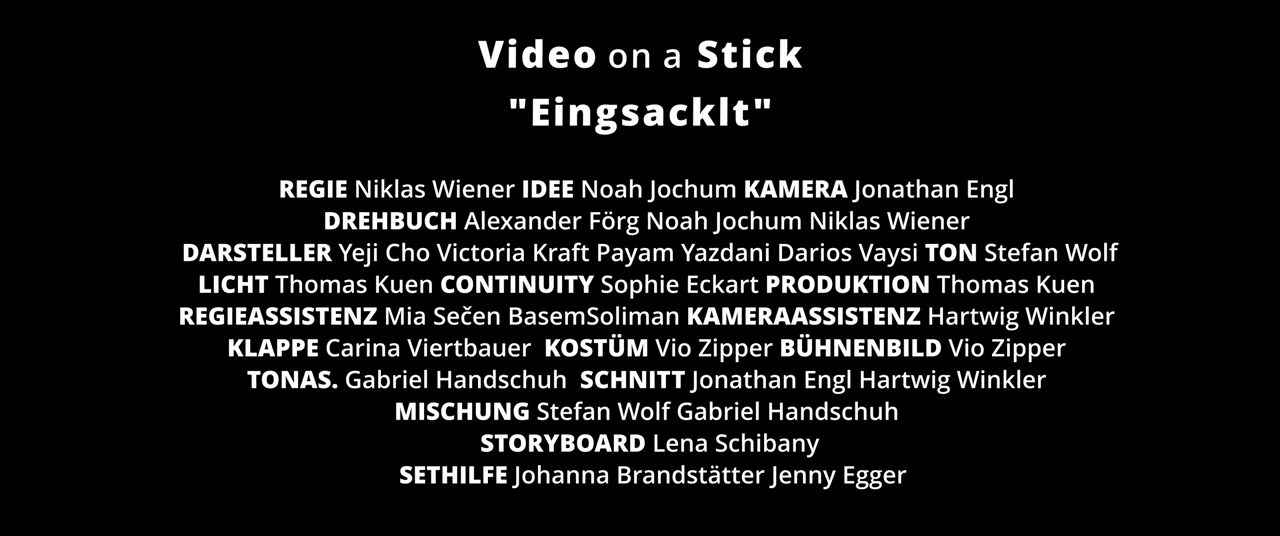 Video on a Stick
"Eingsacklt"
REGIE Niklas Wiener IDEE Noah Jochum KAMERA Jonathan Engl
DREHBUCH Alexander Förg Noah Jochum Niklas Wiener
DARSTELLER Yeji Cho Victoria Kraft Payam Yazdani Darios Vaysi TON Stefan Wolf
LICHT Thomas Kuen CONTINUITY Sophie Eckart PRODUKTION Thomas Kuen
REGIEASSISTENZ Mia Sečen BasemSoliman KAMERAASSISTENZ Hartwig Winkler
KLAPPE Carina Viertbauer KOSTÜM Vio Zipper BÜHNENBILD Vio Zipper
TONAS. Gabriel Handschuh SCHNITT Jonathan Engl Hartwig Winkler
MISCHUNG Stefan Wolf Gabriel Handschuh
STORYBOARD Lena Schibany
SETHILFE Johanna Brandstätter Jenny Egger